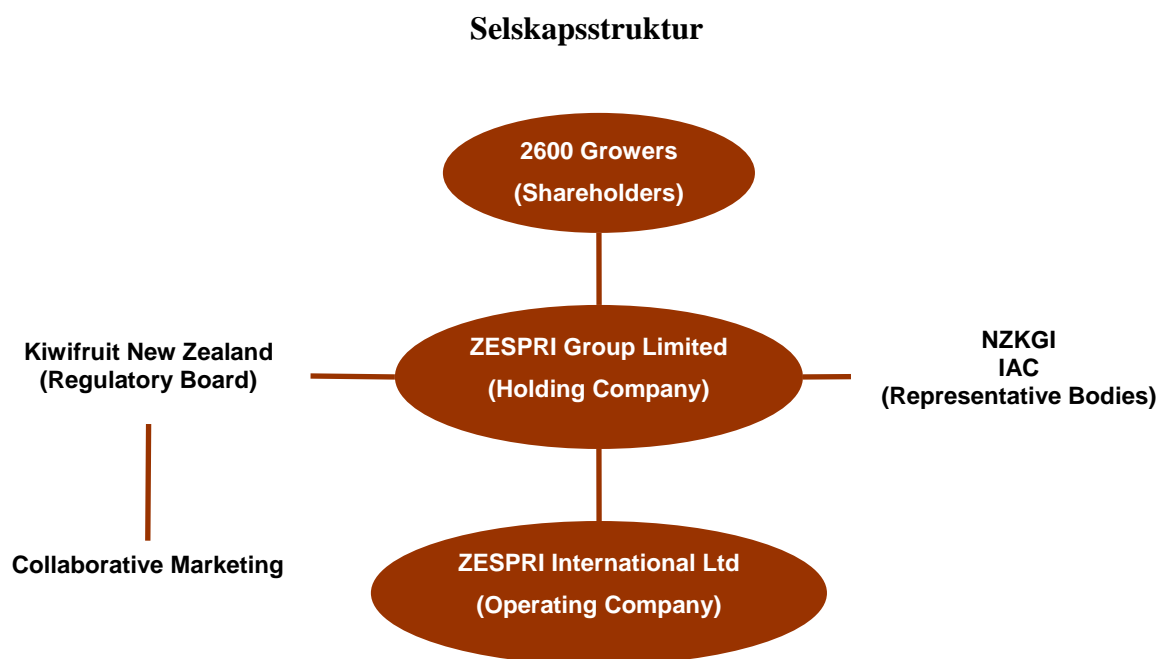 Selskapsstruktur
2600 Growers
(Shareholders)
Kiwifruit New Zealand
(Regulatory Board)
ZESPRI Group Limited
(Holding Company)
NZKGI
IAC
(Representative Bodies)
Collaborative Marketing
ZESPRI International Ltd
(Operating Company)